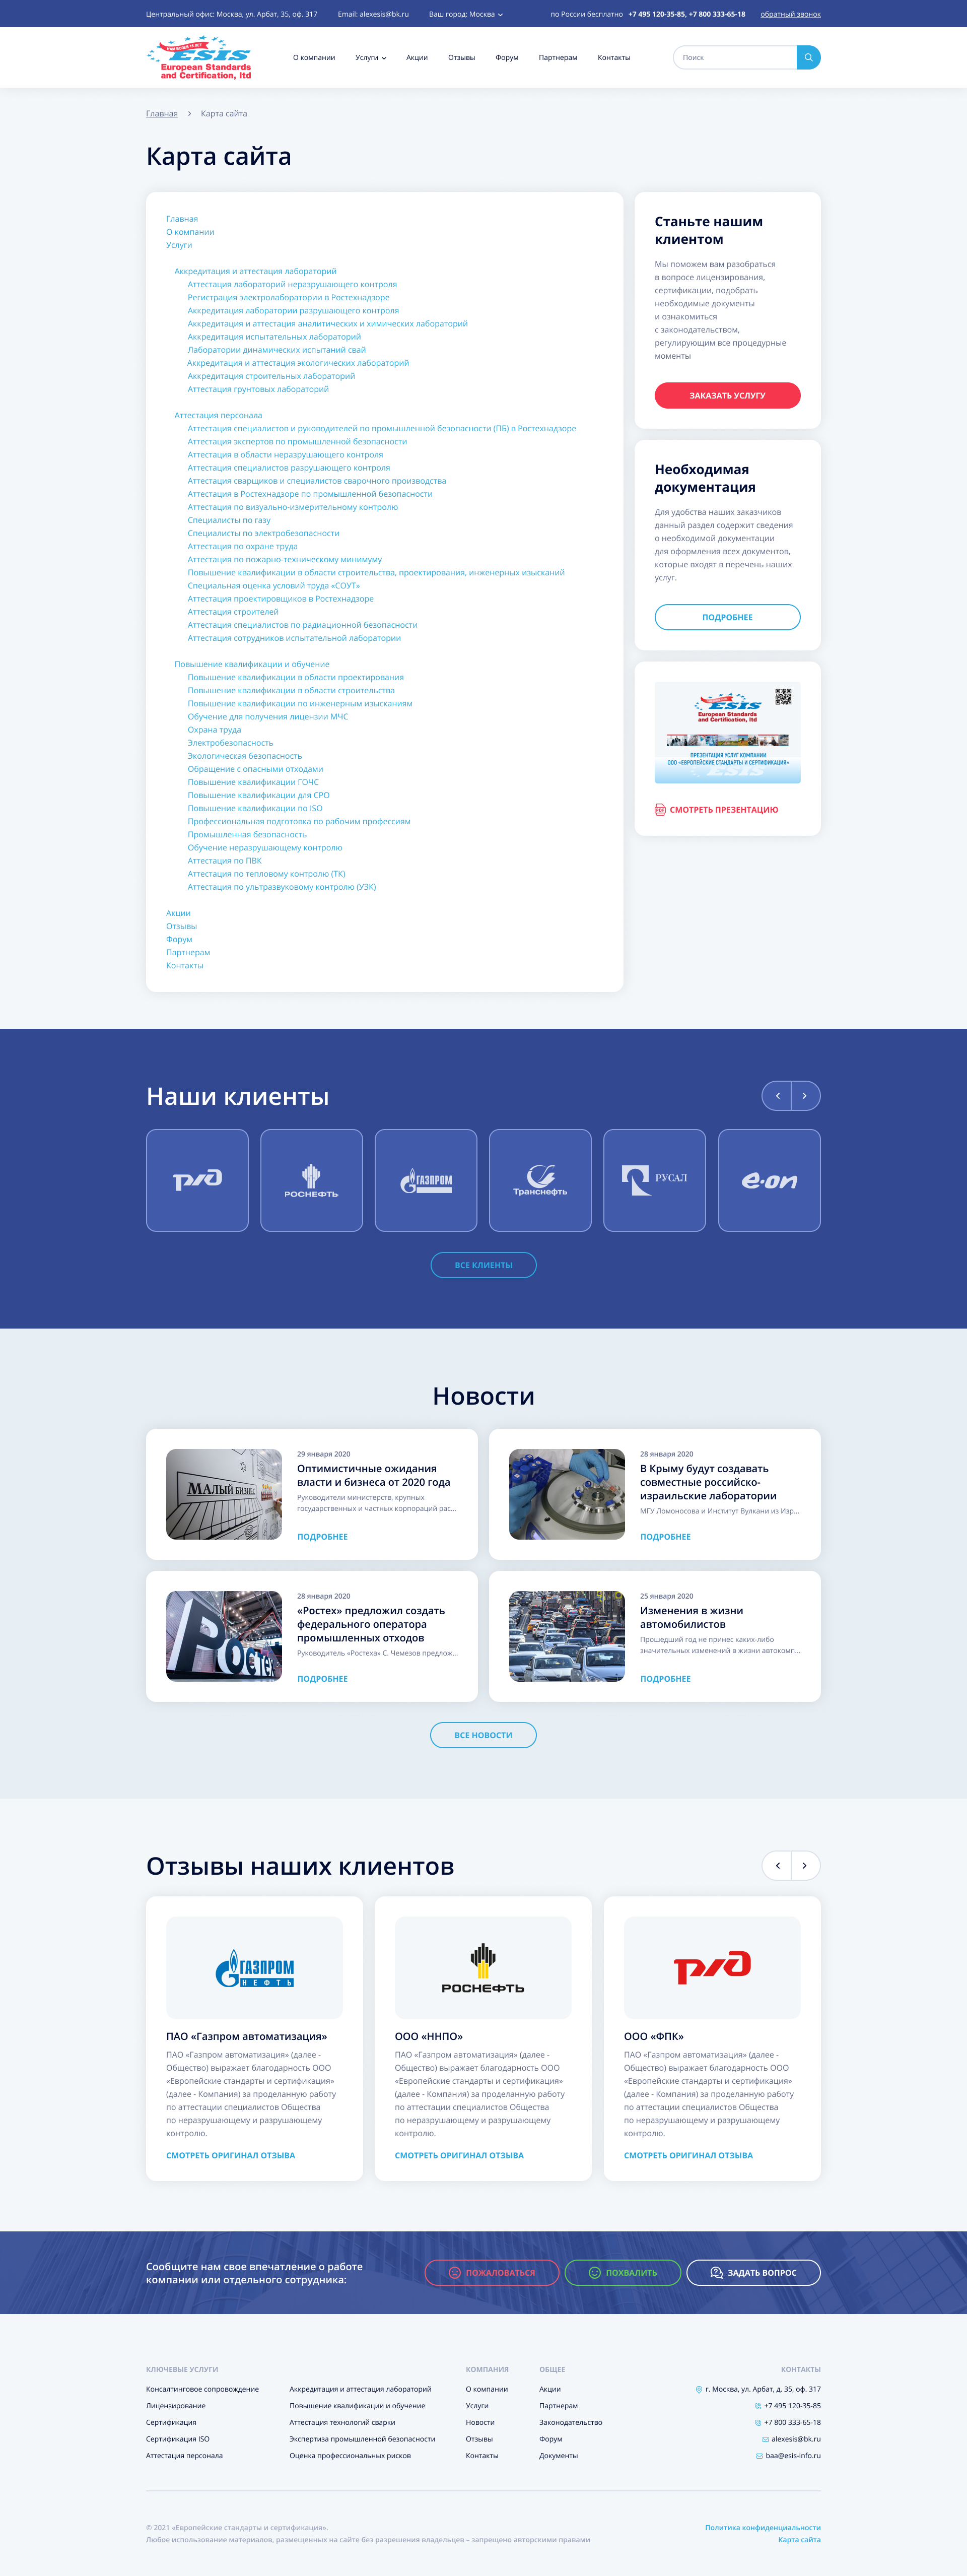 Центральный офис: Москва, ул. Арбат, 35, оф. 317
Email: alexesis@bk.ru
Ваш город: Москва
по России бесплатно +7 495 120-35-85, +7 800 333-65-18
обратный звонок
ESIS
European Standards
and Certification, ltd
О компании
Услуги
Акции
Отзывы
Форум
Партнерам
Контакты
Поиск
Главная
Карта сайта
Карта сайта
Главная
О компании
Услуги
Аккредитация и аттестация лабораторий
Аттестация лабораторий неразрушающего контроля
Регистрация электролаборатории в Ростехнадзоре
Аккредитация лаборатории разрушающего контроля
Аккредитация и аттестация аналитических и химических лабораторий
Аккредитация испытательных лабораторий
Лаборатории динамических испытаний свай
Аккредитация и аттестация экологических лабораторий
Аккредитация строительных лабораторий
Аттестация грунтовых лабораторий
Аттестация персонала
Аттестация специалистов и руководителей по промышленной безопасности (ПБ) в Ростехнадзоре
Аттестация экспертов по промышленной безопасности
Аттестация в области неразрушающего контроля
Аттестация специалистов разрушающего контроля
Аттестация сварщиков и специалистов сварочного производства
Аттестация в Ростехнадзоре по промышленной безопасности
Аттестация по визуально-измерительному контролю
Специалисты по газу
Специалисты по электробезопасности
Аттестация по охране труда
Аттестация по пожарно-техническому минимуму
Повышение квалификации в области строительства, проектирования, инженерных изысканий
Специальная оценка условий труда «СОУТ»
Аттестация проектировщиков в Ростехнадзоре
Аттестация строителей
Аттестация специалистов по радиационной безопасности
Аттестация сотрудников испытательной лаборатории
Повышение квалификации и обучение
Повышение квалификации в области проектирования
Повышение квалификации в области строительства
Повышение квалификации по инженерным изысканиям
Обучение для получения лицензии МЧС
Охрана труда
Электробезопасность
Экологическая безопасность
Обращение с опасными отходами
Повышение квалификации ГОЧС
Повышение квалификации для СРО
Повышение квалификации по ISO
Профессиональная подготовка по рабочим профессиям
Промышленная безопасность
Обучение неразрушающему контролю
Аттестация по ПВК
Аттестация по тепловому контролю (ТК)
Аттестация по ультразвуковому контролю (УЗК)
Акции
Отзывы
Форум
Партнерам
Контакты
Станьте нашим
клиентом
Мы поможем вам разобраться
в вопросе лицензирования,
сертификации, подобрать
необходимые документы
и ознакомиться
с законодательством,
регулирующим все процедурные
моменты
ЗАКАЗАТЬ УСЛУГУ
Необходимая
документация
Для удобства наших заказчиков
данный раздел содержит сведения
о необходимой документации
для оформления всех документов,
которые входят в перечень наших
услуг.
ПОДРОБНЕЕ
ESIS
European Standards
and Certification, ltd
ПРЕЗЕНТАЦИЯ УСЛУГ КОМПАНИИ
ООО «ЕВРОПЕЙСКИЕ СТАНДАРТЫ И СЕРТИФИКАЦИЯ»
ESIS
СМОТРЕТЬ ПРЕЗЕНТАЦИЮ
Наши клиенты
ржд
РОСНЕФТЬ
ГАЗПРОМ
Транснефть
РУСАЛ
e·on
ВСЕ КЛИЕНТЫ
Новости
МАЛЫЙ БИЗНЕС
29 января 2020
Оптимистичные ожидания
власти и бизнеса от 2020 года
Руководители министерств, крупных
государственных и частных корпораций рас...
ПОДРОБНЕЕ
28 января 2020
В Крыму будут создавать
совместные российско-
израильские лаборатории
МГУ Ломоносова и Институт Вулкани из Изр...
ПОДРОБНЕЕ
Ростех
28 января 2020
«Ростех» предложил создать
федерального оператора
промышленных отходов
Руководитель «Ростеха» С. Чемезов предлож...
ПОДРОБНЕЕ
25 января 2020
Изменения в жизни
автомобилистов
Прошедший год не принес каких-либо
значительных изменений в жизни автокомп...
ПОДРОБНЕЕ
ВСЕ НОВОСТИ
Отзывы наших клиентов
ГАЗПРОМ
НЕФТЬ
ПАО «Газпром автоматизация»
ПАО «Газпром автоматизация» (далее -
Общество) выражает благодарность ООО
«Европейские стандарты и сертификация»
(далее - Компания) за проделанную работу
по аттестации специалистов Общества
по неразрушающему и разрушающему
контролю.
СМОТРЕТЬ ОРИГИНАЛ ОТЗЫВА
РОСНЕФТЬ
ООО «ННПО»
ПАО «Газпром автоматизация» (далее -
Общество) выражает благодарность ООО
«Европейские стандарты и сертификация»
(далее - Компания) за проделанную работу
по аттестации специалистов Общества
по неразрушающему и разрушающему
контролю.
СМОТРЕТЬ ОРИГИНАЛ ОТЗЫВА
ржд
ООО «ФПК»
ПАО «Газпром автоматизация» (далее -
Общество) выражает благодарность ООО
«Европейские стандарты и сертификация»
(далее - Компания) за проделанную работу
по аттестации специалистов Общества
по неразрушающему и разрушающему
контролю.
СМОТРЕТЬ ОРИГИНАЛ ОТЗЫВА
Сообщите нам свое впечатление о работе
компании или отдельного сотрудника:
ПОЖАЛОВАТЬСЯ
ПОХВАЛИТЬ
ЗАДАТЬ ВОПРОС
КЛЮЧЕВЫЕ УСЛУГИ
Консалтинговое сопровождение
Лицензирование
Сертификация
Сертификация ISO
Аттестация персонала
Аккредитация и аттестация лабораторий
Повышение квалификации и обучение
Аттестация технологий сварки
Экспертиза промышленной безопасности
Оценка профессиональных рисков
КОМПАНИЯ
О компании
Услуги
Новости
Отзывы
Контакты
ОБЩЕЕ
Акции
Партнерам
Законодательство
Форум
Документы
КОНТАКТЫ
г. Москва, ул. Арбат, д. 35, оф. 317
+7 495 120-35-85
+7 800 333-65-18
alexesis@bk.ru
baa@esis-info.ru
© 2021 «Европейские стандарты и сертификация».
Любое использование материалов, размещенных на сайте без разрешения владельцев – запрещено авторскими правами
Политика конфиденциальности
Карта сайта